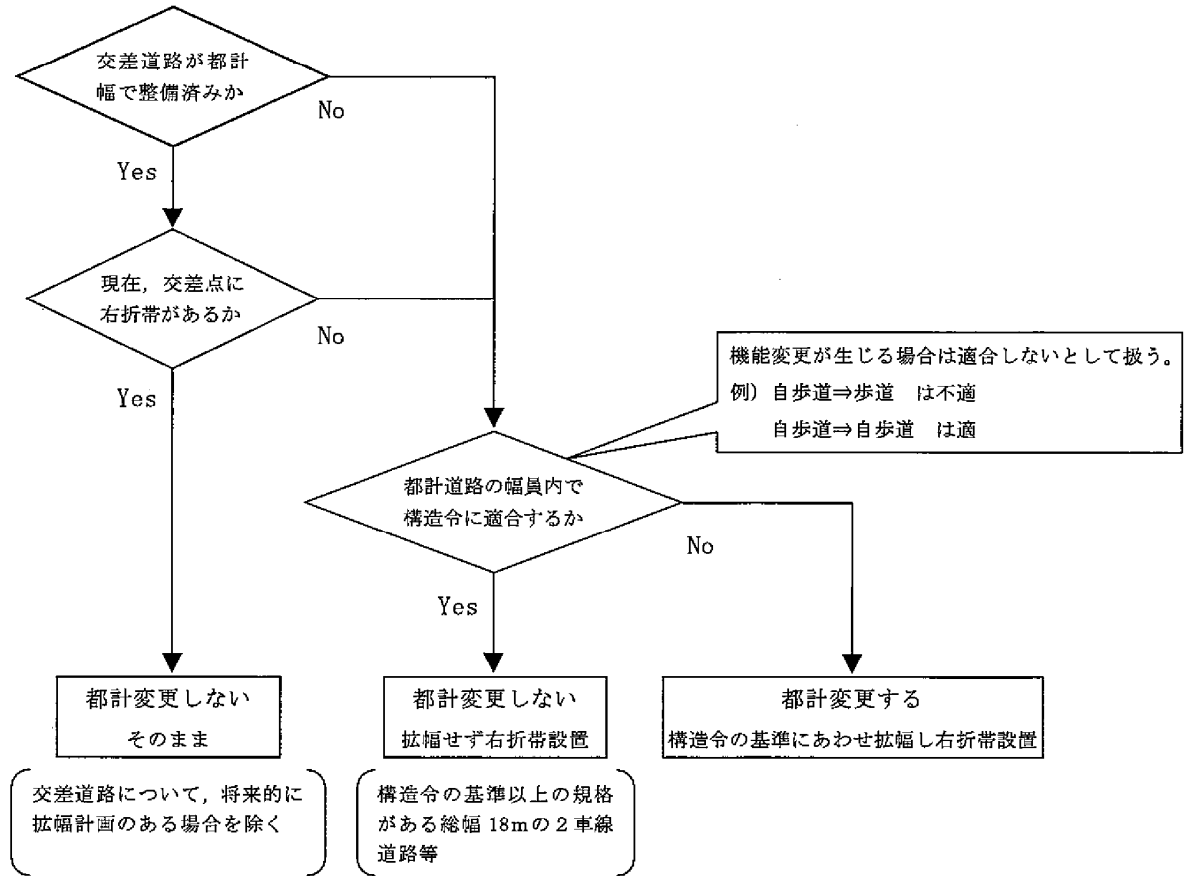 交差道路が都計
幅で整備済みか
No
Yes
現在，交差点に
右折帯があるか
No
Yes
機能変更が生じる場合は適合しないとして扱う。
例）自歩道⇒歩道　は不適
自歩道⇒自歩道　は適
都計道路の幅員内で
構造令に適合するか
No
Yes
都計変更しない
そのまま
都計変更しない
拡幅せず右折帯設置
都計変更する
構造令の基準にあわせ拡幅し右折帯設置
交差道路について，将来的に
拡幅計画のある場合を除く
構造令の基準以上の規格
がある総幅 18mの２車線
道路等